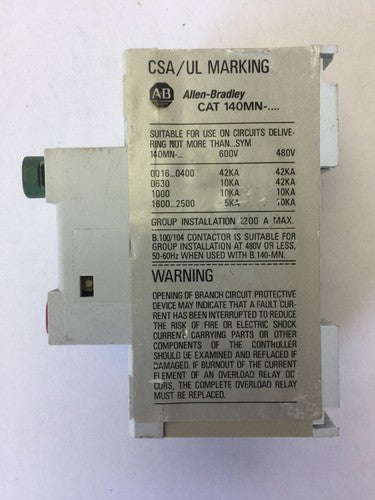 CSA/UL MARKING
AB Allen-Bradley
CAT 140MN-....
SUITABLE FOR USE ON CIRCUITS DELIVE-
RING NOT MORE THAN...SYM
140MN-.. 600V 480V
0016...0400 42KA 42KA
0630 10KA 42KA
1000 10KA 10KA
1600...2500 5KA 10KA
GROUP INSTALLATION 1200 A MAX.
B.100/104 CONTACTOR IS SUITABLE FOR
GROUP INSTALLATION AT 480V OR LESS,
50-60Hz WHEN USED WITH B.140-MN.
WARNING
OPENING OF BRANCH CIRCUIT PROTECTIVE
DEVICE MAY INDICATE THAT A FAULT CUR-
RENT HAS BEEN INTERRUPTED TO REDUCE
THE RISK OF FIRE OR ELECTRIC SHOCK
CURRENT CARRYING PARTS OR OTHER
COMPONENTS OF THE CONTROLLER
SHOULD BE EXAMINED AND REPLACED IF
DAMAGED. IF BURNOUT OF THE CURRENT
ELEMENT OF AN OVERLOAD RELAY OC
CURS, THE COMPLETE OVERLOAD RELAY
MUST BE REPLACED.